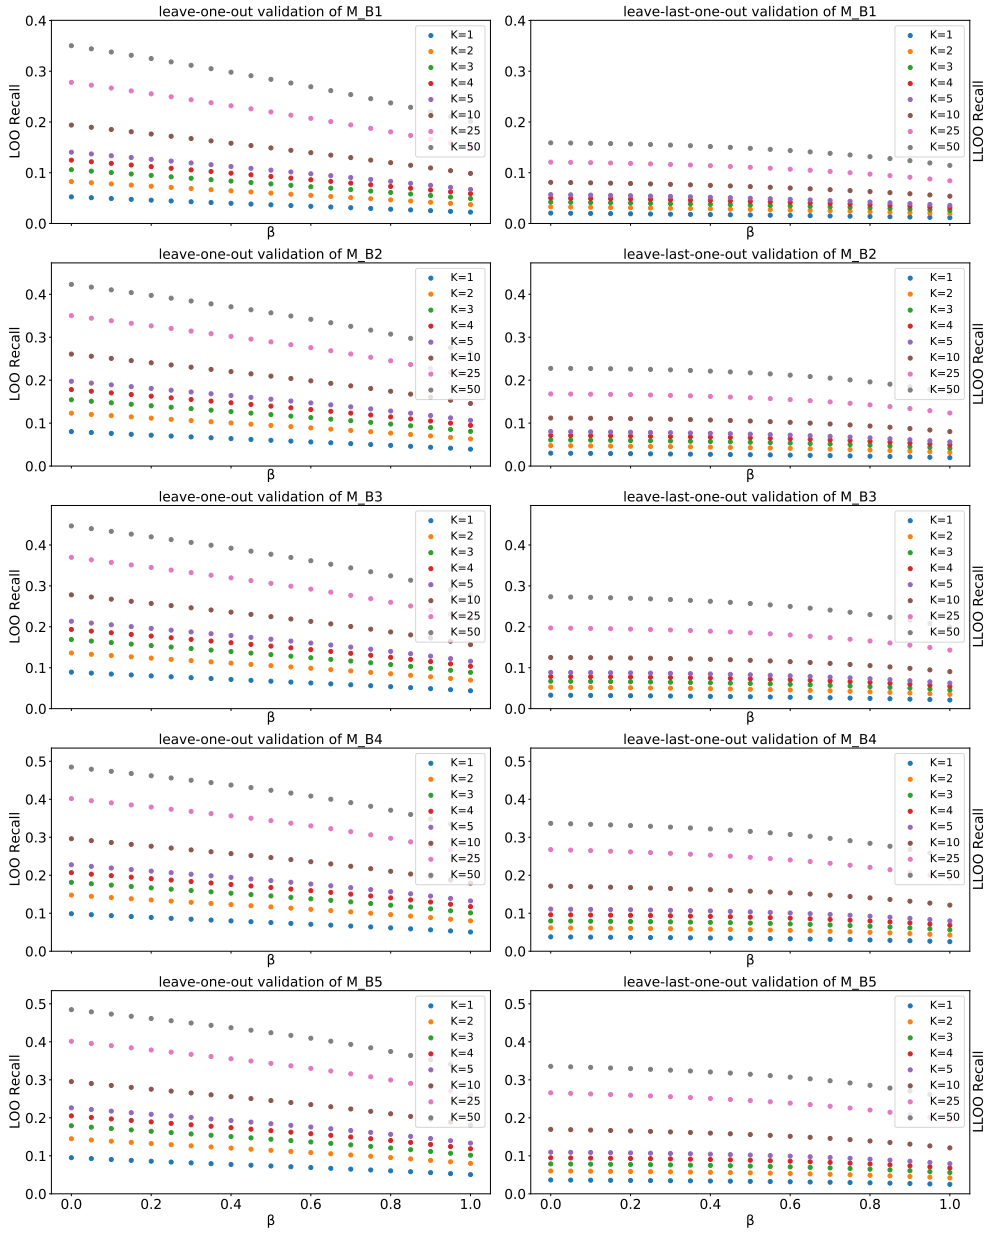 leave-one-out validation of M_B1
0.4
0.3
0.2
0.1
0.0
LOO Recall
β
K=1
K=2
K=3
K=4
K=5
K=10
K=25
K=50
leave-last-one-out validation of M_B1
0.4
0.3
0.2
0.1
0.0
LLOO Recall
β
K=1
K=2
K=3
K=4
K=5
K=10
K=25
K=50
leave-one-out validation of M_B2
0.4
0.3
0.2
0.1
0.0
LOO Recall
β
K=1
K=2
K=3
K=4
K=5
K=10
K=25
K=50
leave-last-one-out validation of M_B2
0.4
0.3
0.2
0.1
0.0
LLOO Recall
β
K=1
K=2
K=3
K=4
K=5
K=10
K=25
K=50
leave-one-out validation of M_B3
0.4
0.3
0.2
0.1
0.0
LOO Recall
β
K=1
K=2
K=3
K=4
K=5
K=10
K=25
K=50
leave-last-one-out validation of M_B3
0.4
0.3
0.2
0.1
0.0
LLOO Recall
β
K=1
K=2
K=3
K=4
K=5
K=10
K=25
K=50
leave-one-out validation of M_B4
0.5
0.4
0.3
0.2
0.1
0.0
LOO Recall
β
K=1
K=2
K=3
K=4
K=5
K=10
K=25
K=50
leave-last-one-out validation of M_B4
0.5
0.4
0.3
0.2
0.1
0.0
LLOO Recall
β
K=1
K=2
K=3
K=4
K=5
K=10
K=25
K=50
leave-one-out validation of M_B5
0.5
0.4
0.3
0.2
0.1
0.0
LOO Recall
0.0 0.2 0.4 0.6 0.8 1.0
β
K=1
K=2
K=3
K=4
K=5
K=10
K=25
K=50
leave-last-one-out validation of M_B5
0.5
0.4
0.3
0.2
0.1
0.0
LLOO Recall
0.0 0.2 0.4 0.6 0.8 1.0
β
K=1
K=2
K=3
K=4
K=5
K=10
K=25
K=50